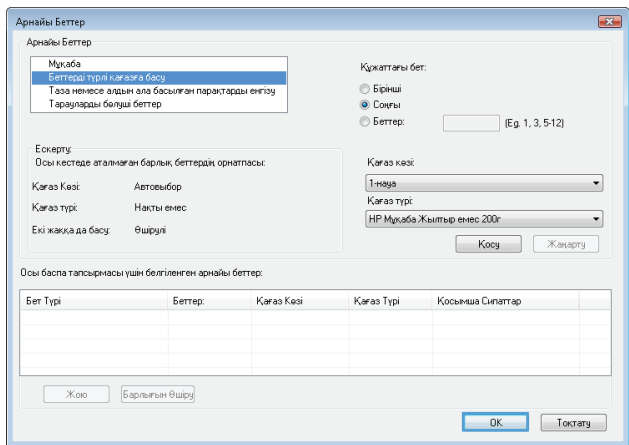 Арнайы Беттер
Арнайы Беттер
Мұқаба
Беттерді түрлі қағазға басу
Таза немесе алдын ала басылған парақтарды енгізу
Тарауларды бөлуші беттер
Құжаттағы бет:
Бірінші
Соңғы
Беттер:
(Eg. 1, 3, 5-12)
Ескерту:
Осы кестеде аталмаған барлық беттердің орнатпасы:
Қағаз Көзі: Автовыбор
Қағаз түрі: Нақты емес
Екі жаққа да басу: Өшірулі
Қағаз көзі:
1-науа
Қағаз түрі:
HP Мұқаба Жылтыр емес 200г
Қосу Жаңарту
Осы баспа тапсырмасы үшін белгіленген арнайы беттер:
Бет Түрі Беттер: Қағаз Көзі Қағаз Түрі Қосымша Сипаттар
Жою Барлығын Өшіру
OK Тоқтату